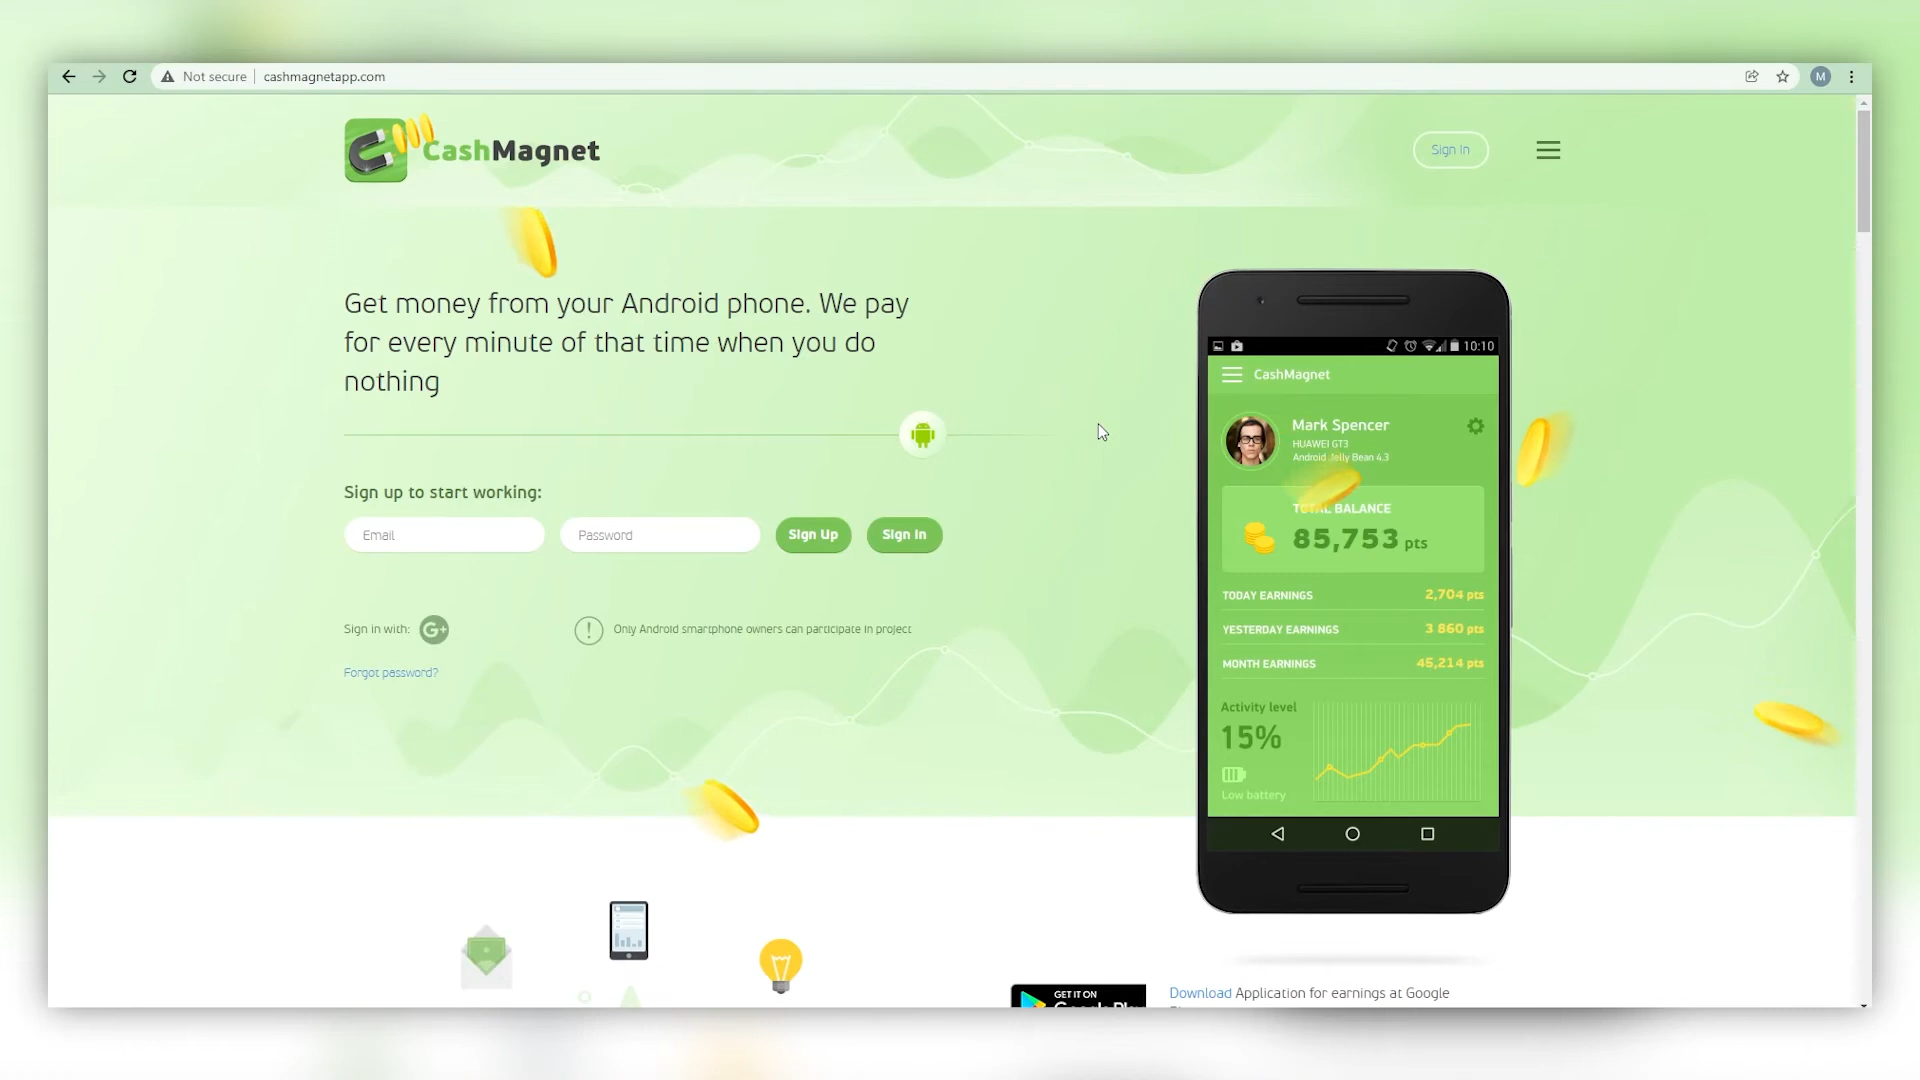 Not secure
cashmagnetapp.com
M
CashMagnet
Sign In
Get money from your Android phone. We pay
for every minute of that time when you do
nothing
Sign up to start working:
Email
Password
Sign Up
Sign In
Sign in with:
G+
Only Android smartphone owners can participate in project
Forgot password?
10:10
CashMagnet
Mark Spencer
HUAWEI GT3
Android Jelly Bean 4.3
TOTAL BALANCE
85,753 pts
TODAY EARNINGS 2,704 pts
YESTERDAY EARNINGS 3 860 pts
MONTH EARNINGS 45,214 pts
Activity level
15%
Low battery
GET IT ON
Google Play
Download Application for earnings at Google